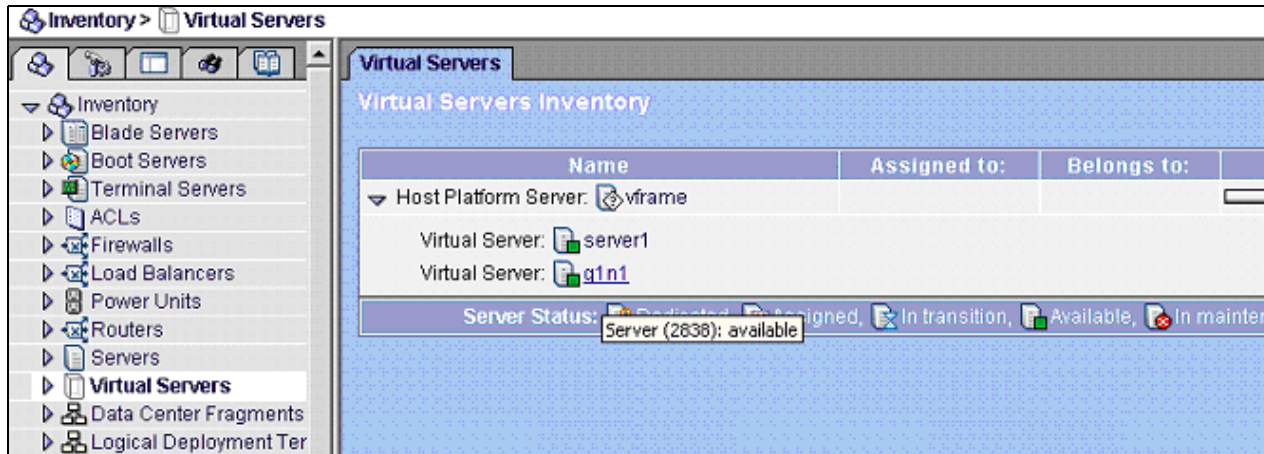 Inventory > Virtual Servers
Inventory
Blade Servers
Boot Servers
Terminal Servers
ACLs
Firewalls
Load Balancers
Power Units
Routers
Servers
Virtual Servers
Data Center Fragments
Logical Deployment Ter
Virtual Servers
Virtual Servers Inventory
Name Assigned to: Belongs to:
Host Platform Server: vframe
Virtual Server: server1
Virtual Server: g1n1
Server Status: In transition, Available, In mainter
Server (2838): available